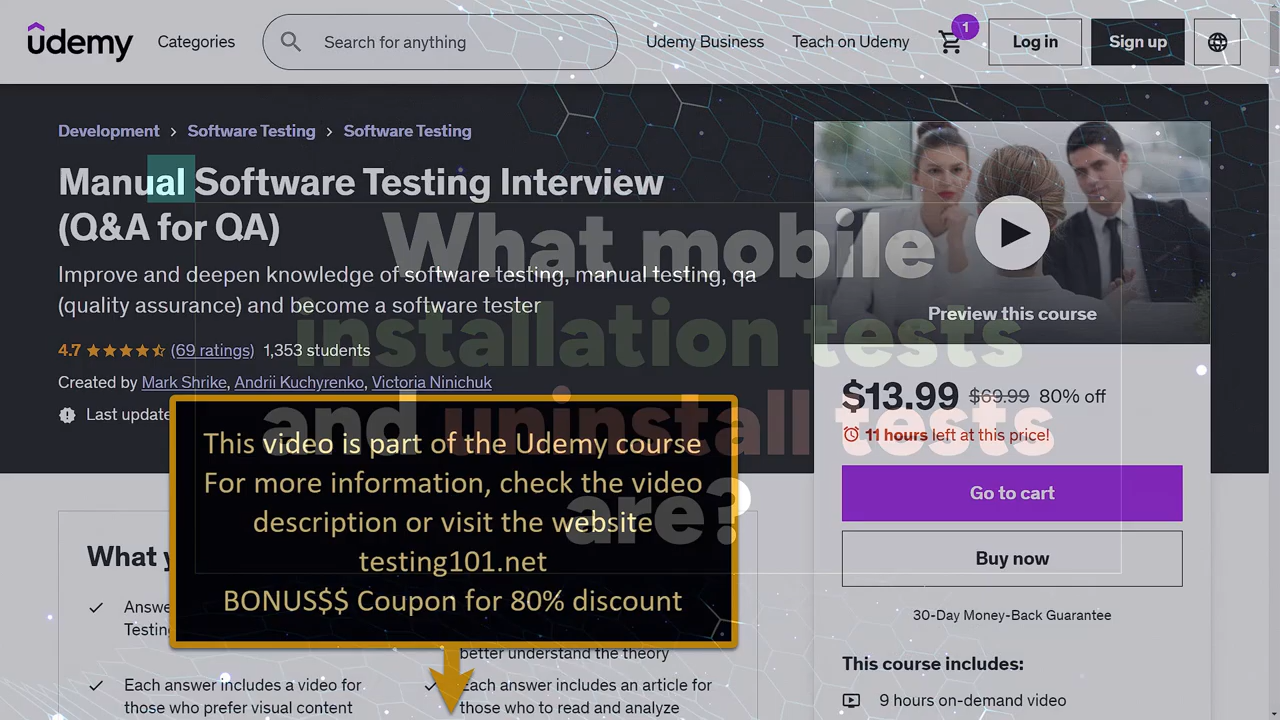 udemy
Categories
Search for anything
Udemy Business
Teach on Udemy
1
Log in
Sign up
Development › Software Testing › Software Testing
Manual Software Testing Interview
(Q&A for QA)
Improve and deepen knowledge of software testing, manual testing, qa
(quality assurance) and become a software tester
4.7 (69 ratings) 1,353 students
Created by Mark Shrike, Andrii Kuchyrenko, Victoria Ninichuk
Last update
What mobile
installation tests
and uninstall tests
are?
This video is part of the Udemy course
For more information, check the video
description or visit the website
testing101.net
BONUS$$ Coupon for 80% discount
What
Answe
Testing
better understand the theory
Each answer includes a video for
those who prefer visual content
Each answer includes an article for
those who to read and analyze
Preview this course
$13.99 $69.99 80% off
11 hours left at this price!
Go to cart
Buy now
30-Day Money-Back Guarantee
This course includes:
9 hours on-demand video